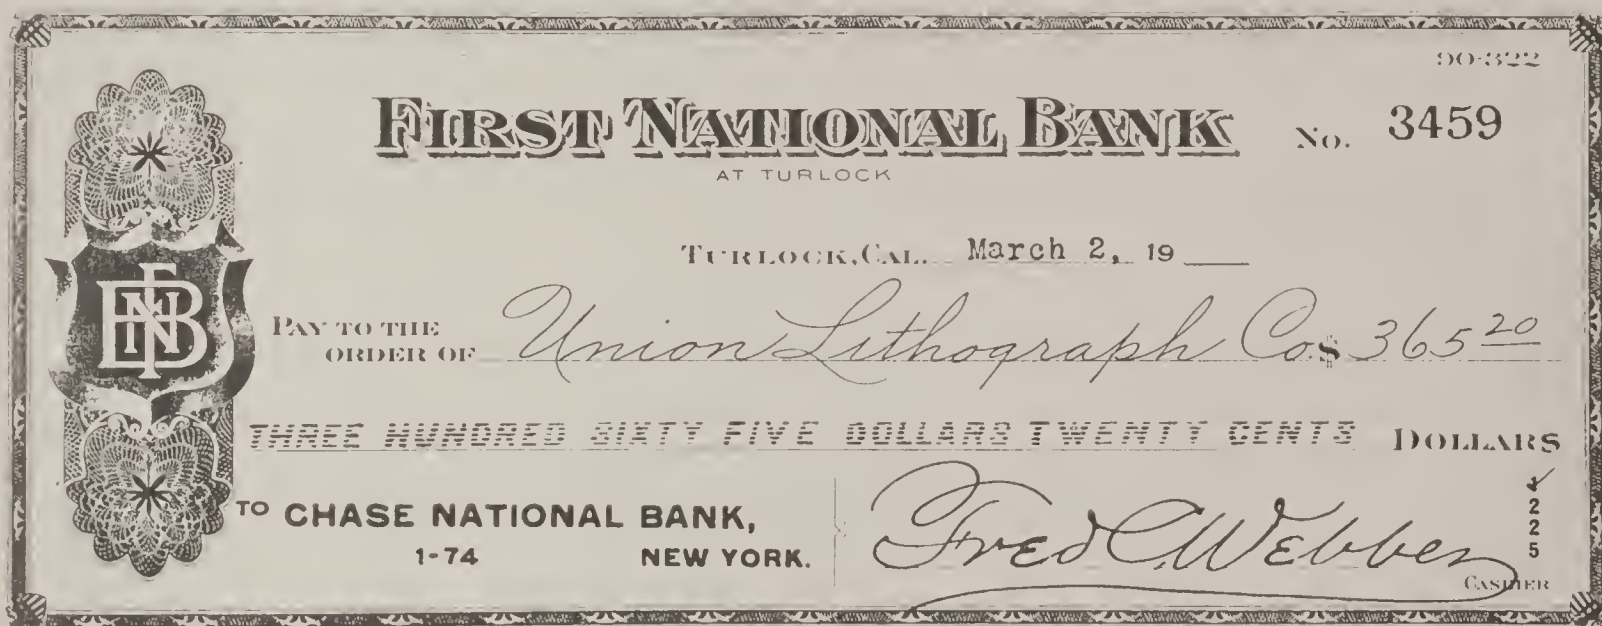 90-322
FIRST NATIONAL BANK No. 3459
AT TURLOCK
TURLOCK, CAL. March 2, 19
FNB
PAY TO THE
ORDER OF Union Lithograph Co. $ 365 20
THREE HUNDRED SIXTY FIVE DOLLARS TWENTY CENTS DOLLARS
TO CHASE NATIONAL BANK,
1-74 NEW YORK.
Fred C. Webber
CASHIER
1
2
2
5